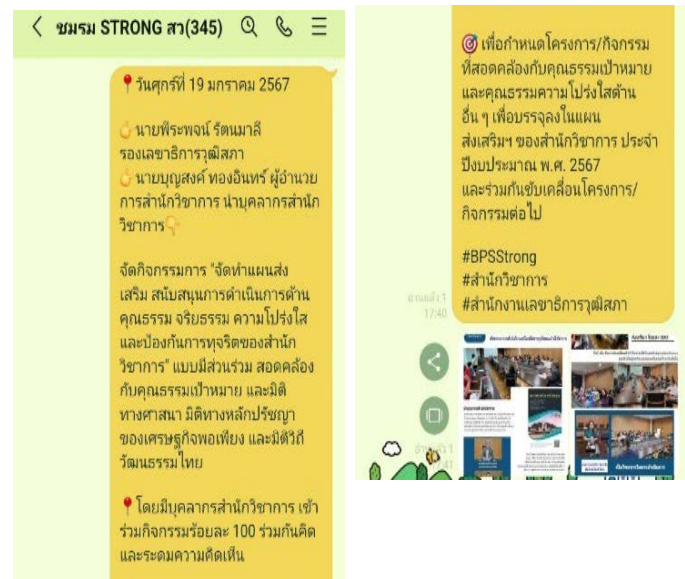 ชมรม STRONG สว(345)
วันศุกร์ที่ 19 มกราคม 2567
นายพีระพจน์ รัตนมาลี
รองเลขาธิการวุฒิสภา
นายบุญสงค์ ทองอินทร์ ผู้อำนวย
การสำนักวิชาการ นำบุคลากรสำนัก
วิชาการ
จัดกิจกรรมการ "จัดทำแผนส่ง
เสริม สนับสนุนการดำเนินการด้าน
คุณธรรม จริยธรรม ความโปร่งใส
และป้องกันการทุจริตของสำนัก
วิชาการ" แบบมีส่วนร่วม สอดคล้อง
กับคุณธรรมเป้าหมาย และมิติ
ทางศาสนา มิติทางหลักปรัชญา
ของเศรษฐกิจพอเพียง และมิติวิถี
วัฒนธรรมไทย
โดยมีบุคลากรสำนักวิชาการ เข้า
ร่วมกิจกรรมร้อยละ 100 ร่วมกันคิด
และระดมความคิดเห็น
เพื่อกำหนดโครงการ/กิจกรรม
ที่สอดคล้องกับคุณธรรมเป้าหมาย
และคุณธรรมความโปร่งใสด้าน
อื่น ๆ เพื่อบรรจุลงในแผน
ส่งเสริมฯ ของสำนักวิชาการ ประจำ
ปีงบประมาณ พ.ศ. 2567
และร่วมกันขับเคลื่อนโครงการ/
กิจกรรมต่อไป
#BPSStrong
#สำนักวิชาการ
#สำนักงานเลขาธิการวุฒิสภา
อ่านแล้ว 1
17:40